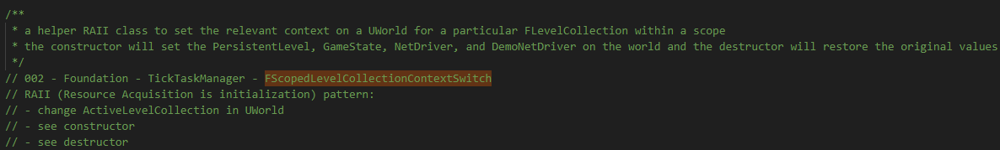 /**
* a helper RAII class to set the relevant context on a UWorld for a particular FLevelCollection within a scope
* the constructor will set the PersistentLevel, GameState, NetDriver, and DemoNetDriver on the world and the destructor will restore the original values
*/
// 002 - Foundation - TickTaskManager - FScopedLevelCollectionContextSwitch
// RAII (Resource Acquisition is initialization) pattern:
// - change ActiveLevelCollection in UWorld
// - see constructor
// - see destructor